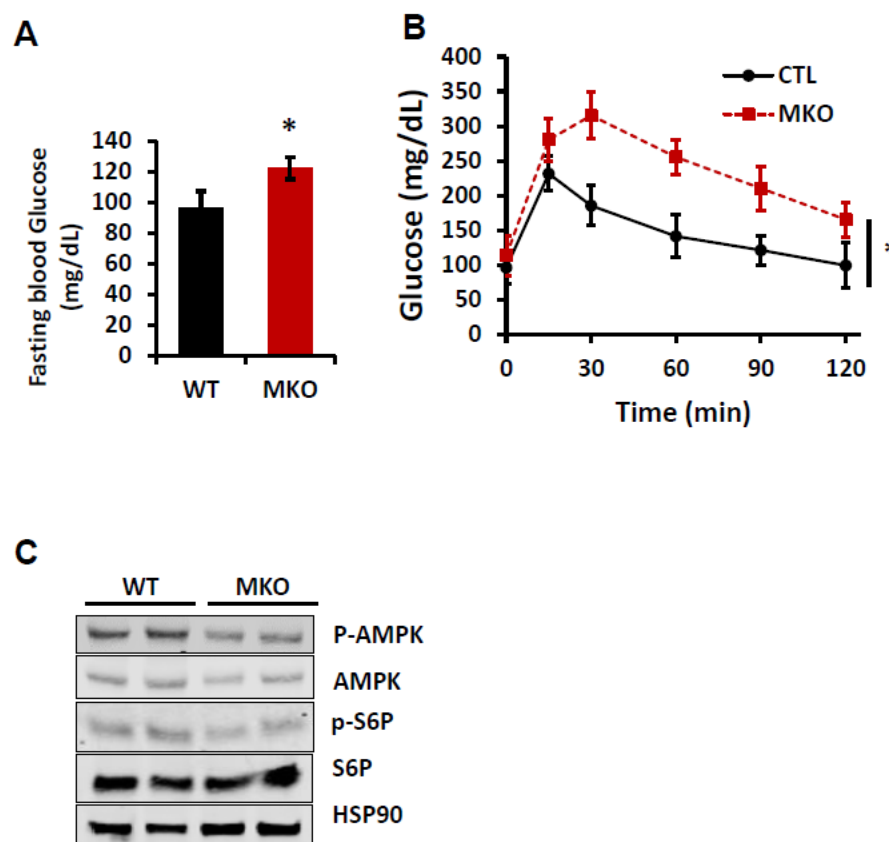 A
Fasting blood Glucose
(mg/dL)
140
120
100
80
60
40
20
0
*
WT
MKO
B
Glucose (mg/dL)
400
350
300
250
200
150
100
50
0
CTL
MKO
*
0
30
60
90
120
Time (min)
C
WT
MKO
P-AMPK
AMPK
p-S6P
S6P
HSP90